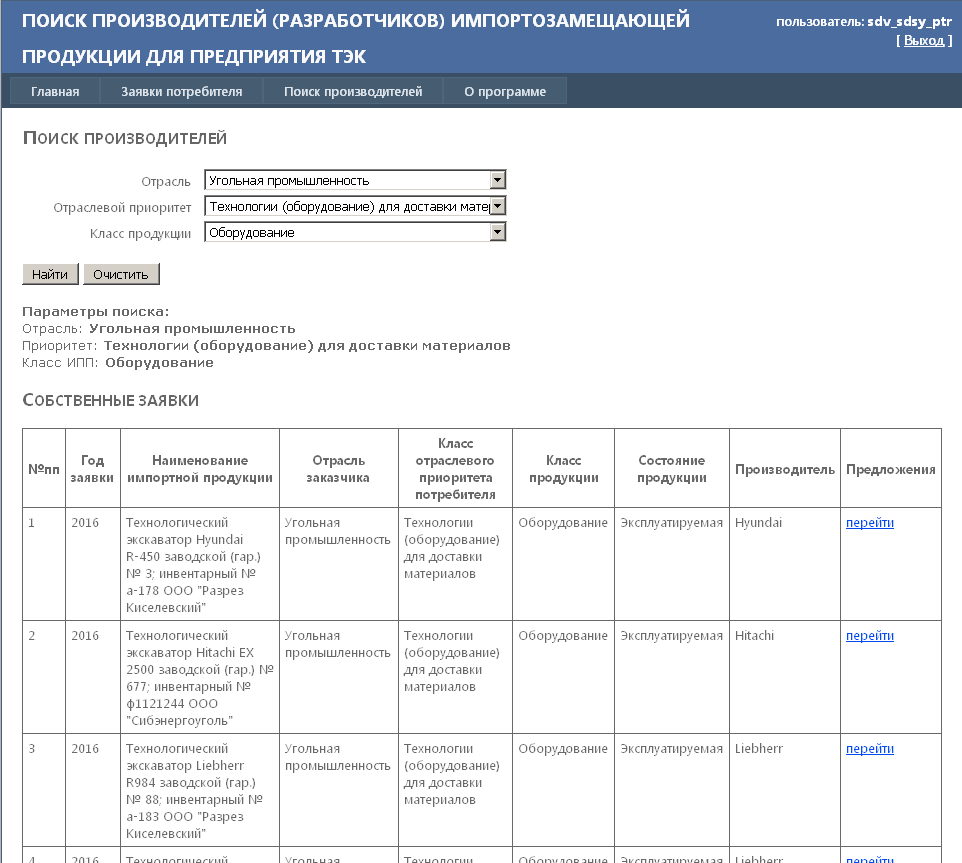 ПОИСК ПРОИЗВОДИТЕЛЕЙ (РАЗРАБОТЧИКОВ) ИМПОРТОЗАМЕЩАЮЩЕЙ
ПРОДУКЦИИ ДЛЯ ПРЕДПРИЯТИЯ ТЭК
пользователь: sdv_sdsy_ptr
[ Выход ]
Главная Заявки потребителя Поиск производителей О программе
Поиск производителей
Отрасль Угольная промышленность
Отраслевой приоритет Технологии (оборудование) для доставки мате
Класс продукции Оборудование
Найти Очистить
Параметры поиска:
Отрасль: Угольная промышленность
Приоритет: Технологии (оборудование) для доставки материалов
Класс ИПП: Оборудование
Собственные заявки
№пп
Год
заявки
Наименование
импортной продукции
Отрасль
заказчика
Класс
отраслевого
приоритета
потребителя
Класс
продукции
Состояние
продукции
Производитель
Предложения
1
2016
Технологический
экскаватор Hyundai
R-450 заводской (гар.)
№ 3; инвентарный №
а-178 ООО "Разрез
Киселевский"
Угольная
промышленность
Технологии
(оборудование)
для доставки
материалов
Оборудование
Эксплуатируемая
Hyundai
перейти
2
2016
Технологический
экскаватор Hitachi EX
2500 заводской (гар.) №
677; инвентарный №
ф1121244 ООО
"Сибэнергоуголь"
Угольная
промышленность
Технологии
(оборудование)
для доставки
материалов
Оборудование
Эксплуатируемая
Hitachi
перейти
3
2016
Технологический
экскаватор Liebherr
R984 заводской (гар.)
№ 88; инвентарный №
а-183 ООО "Разрез
Киселевский"
Угольная
промышленность
Технологии
(оборудование)
для доставки
материалов
Оборудование
Эксплуатируемая
Liebherr
перейти
4
2016
Технологический
Угольная
Технологии
Оборудование
Эксплуатируемая
Liebherr
перейти